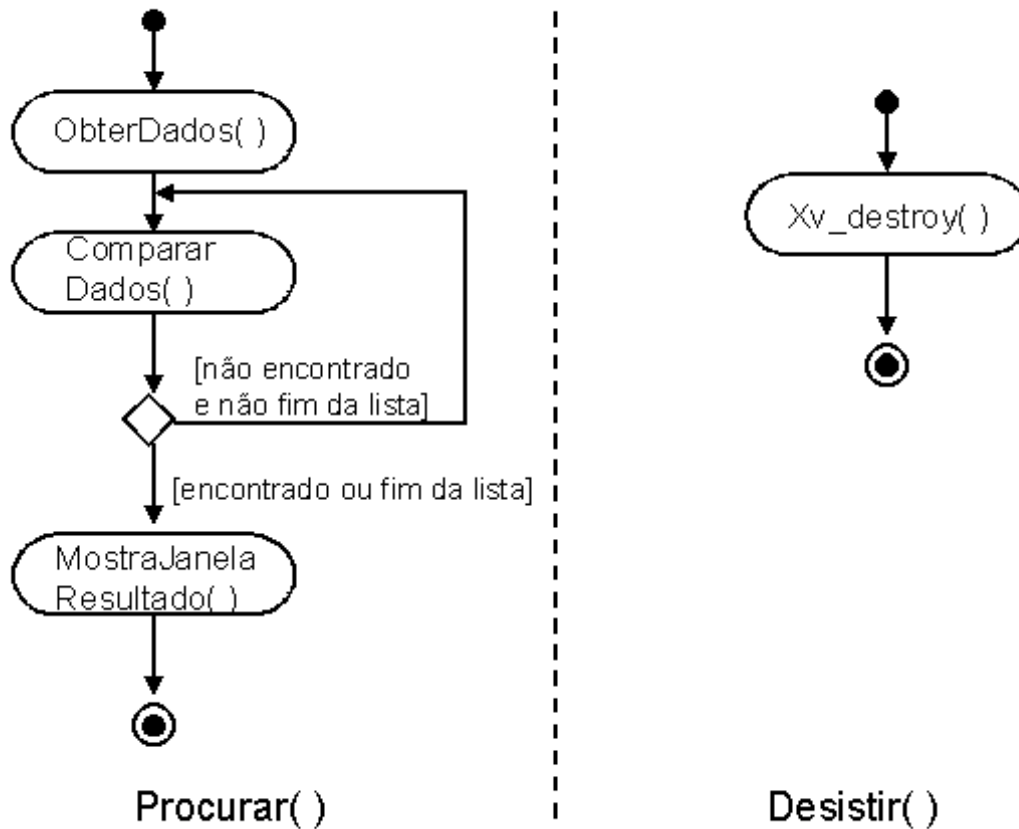 ObterDados( )
Comparar
Dados( )
[não encontrado
e não fim da lista]
[encontrado ou fim da lista]
MostraJanela
Resultado( )
Procurar( )
Xv_destroy( )
Desistir( )